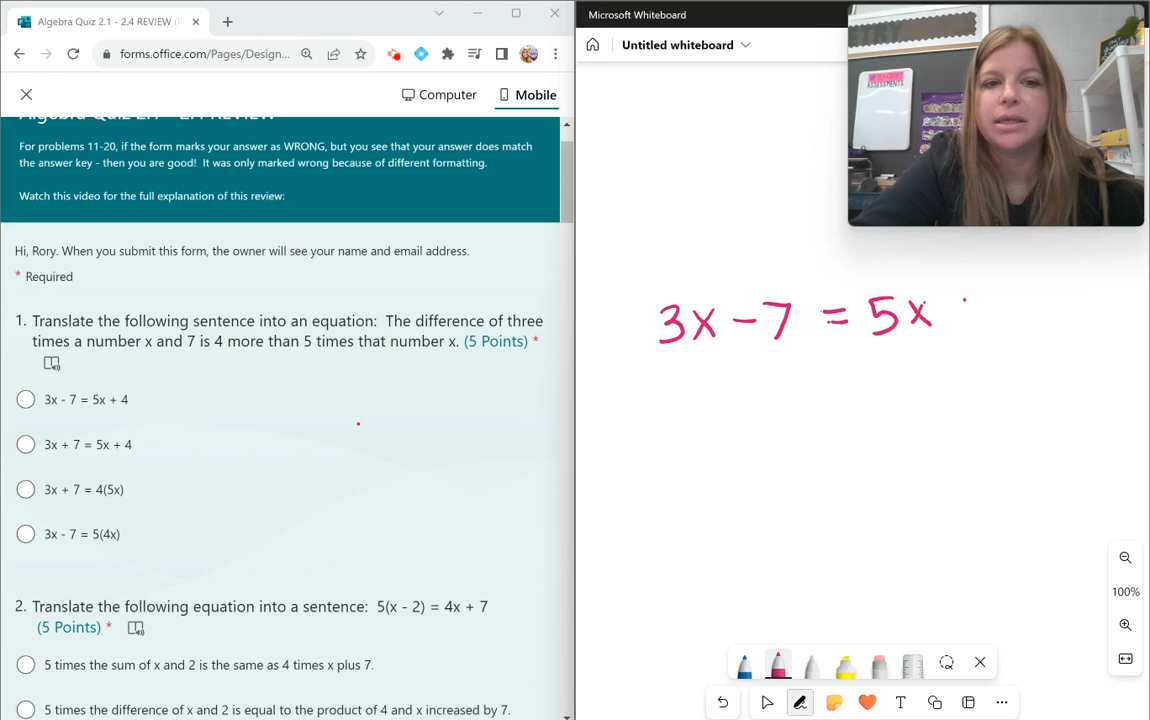 Algebra Quiz 2.1 - 2.4 REVIEW (
forms.office.com/Pages/Design...
Computer
Mobile
Algebra Quiz 2.1 - 2.4 REVIEW
For problems 11-20, if the form marks your answer as WRONG, but you see that your answer does match
the answer key - then you are good! It was only marked wrong because of different formatting.
Watch this video for the full explanation of this review:
Hi, Rory. When you submit this form, the owner will see your name and email address.
* Required
1. Translate the following sentence into an equation: The difference of three
times a number x and 7 is 4 more than 5 times that number x. (5 Points) *
3x - 7 = 5x + 4
3x + 7 = 5x + 4
3x + 7 = 4(5x)
3x - 7 = 5(4x)
2. Translate the following equation into a sentence: 5(x - 2) = 4x + 7
(5 Points) *
5 times the sum of x and 2 is the same as 4 times x plus 7.
5 times the difference of x and 2 is equal to the product of 4 and x increased by 7.
Microsoft Whiteboard
Untitled whiteboard
ASSESSMENTS
3x - 7 = 5x
100%